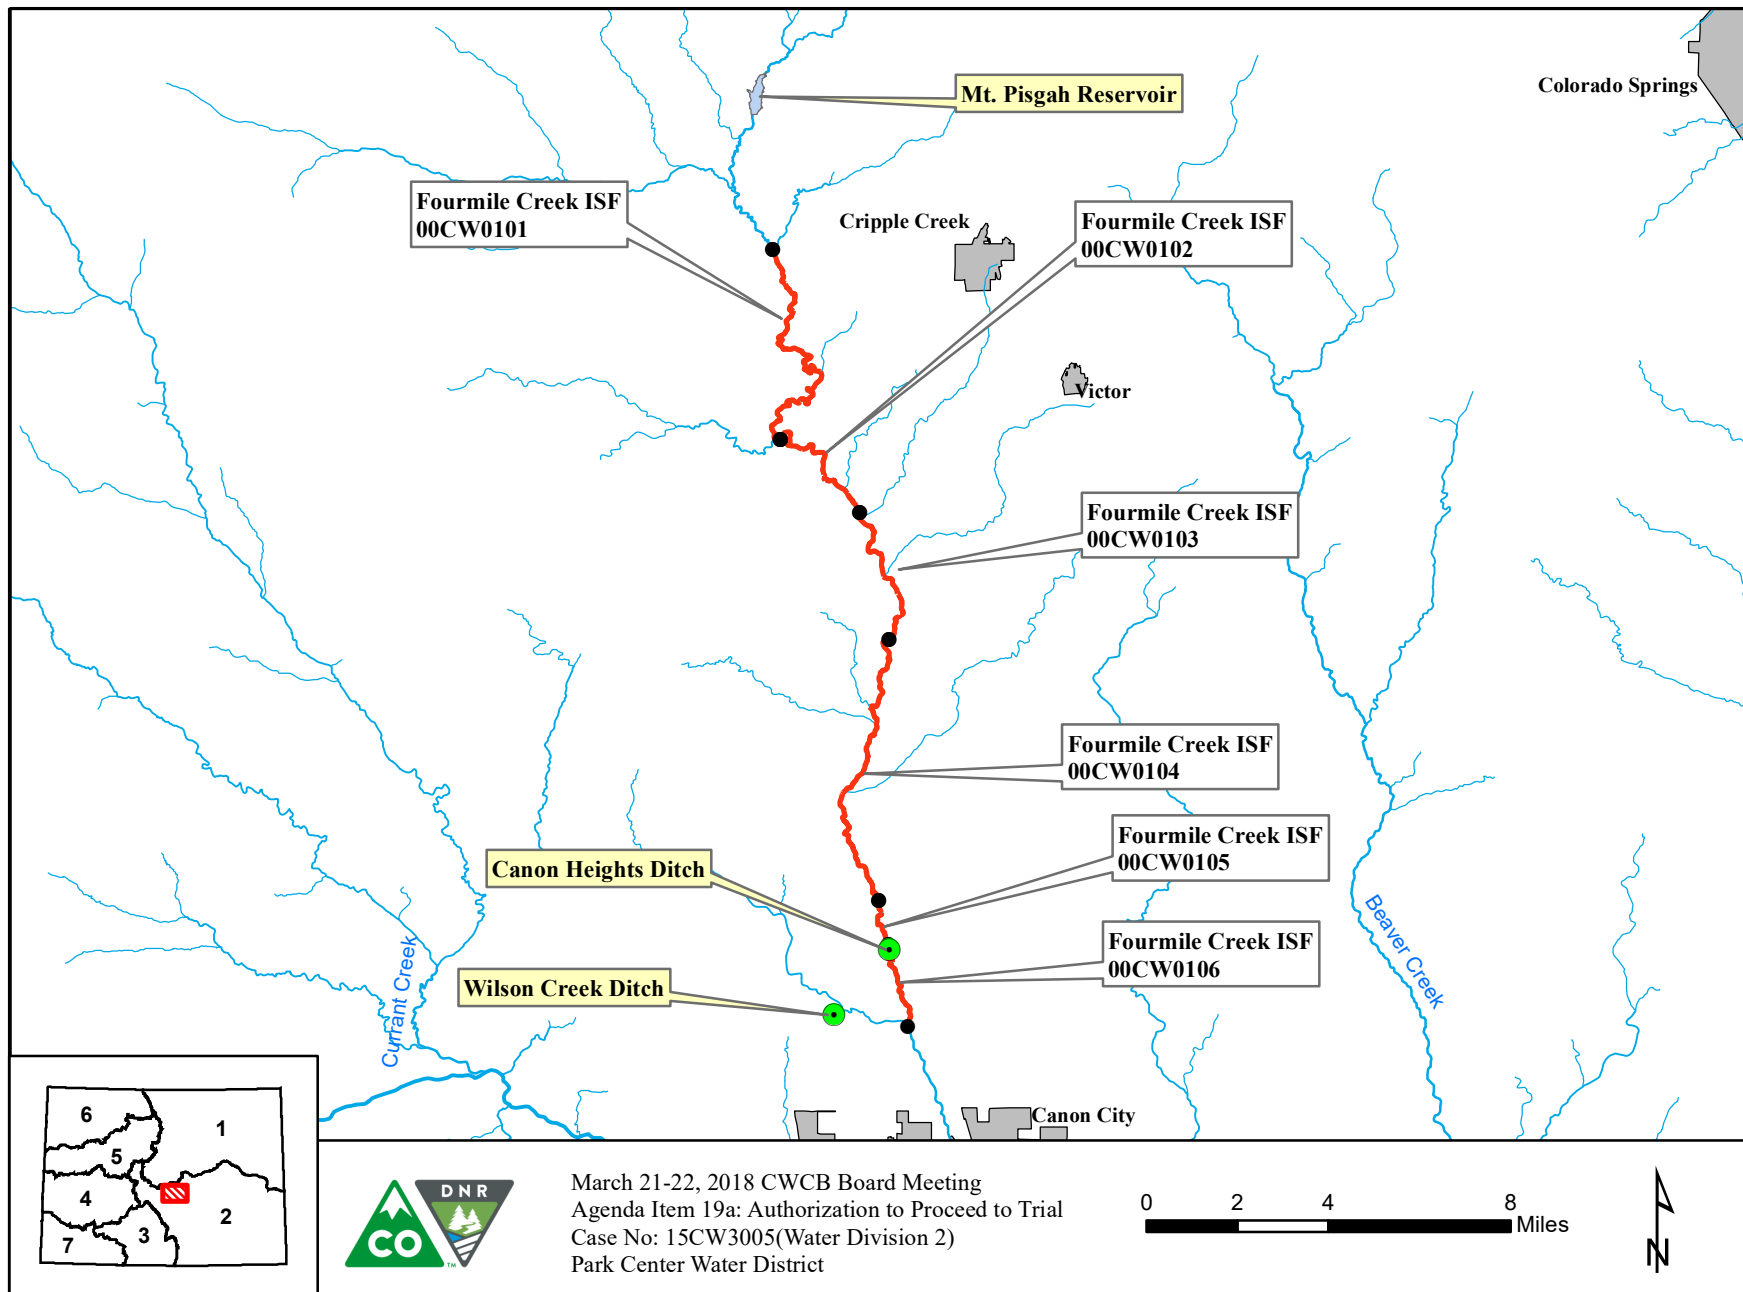 Colorado Springs
Mt. Pisgah Reservoir
Fourmile Creek ISF
00CW0101
Cripple Creek
Fourmile Creek ISF
00CW0102
Victor
Fourmile Creek ISF
00CW0103
Fourmile Creek ISF
00CW0104
Fourmile Creek ISF
00CW0105
Canon Heights Ditch
Fourmile Creek ISF
00CW0106
Wilson Creek Ditch
Currant Creek
Beaver Creek
Canon City
6
1
5
4
2
3
7
CO
TM
DNR
March 21-22, 2018 CWCB Board Meeting
Agenda Item 19a: Authorization to Proceed to Trial
Case No: 15CW3005(Water Division 2)
Park Center Water District
0 2 4 8
Miles
N